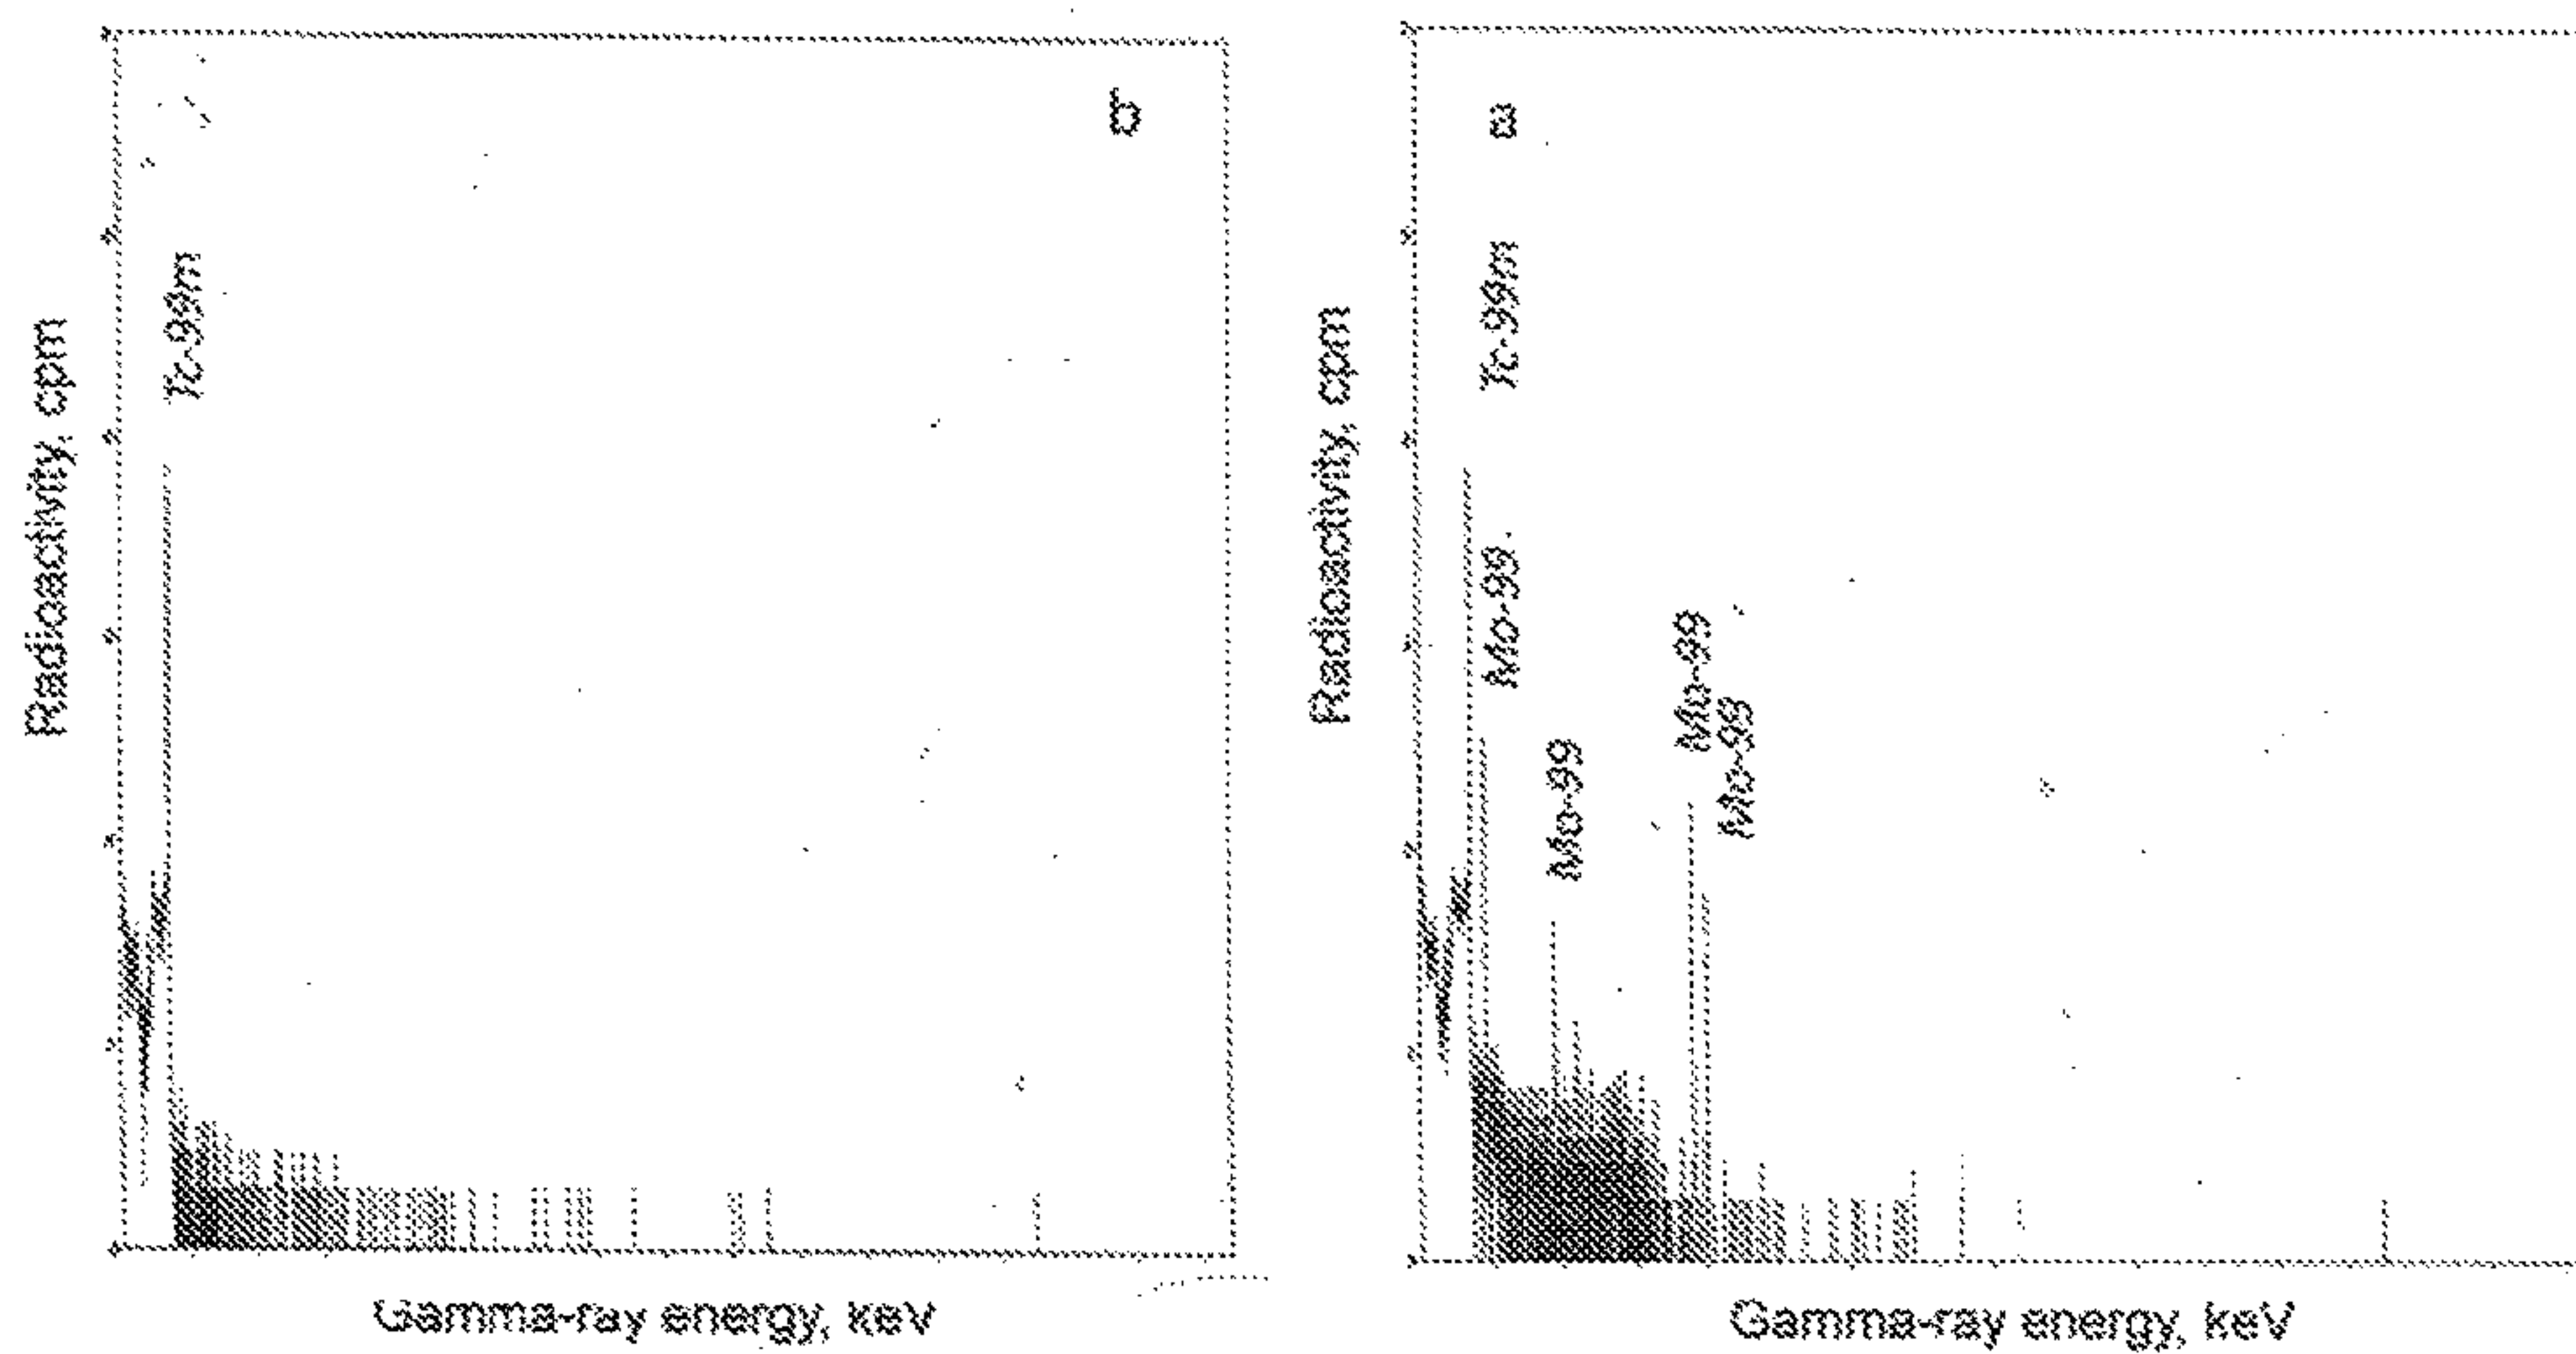 b
Tc-99m
Radioactivity, cpm
Gamma-ray energy, keV
a
Tc-99m
Mo-99
Mo-99
Mo-99
Mo-99
Radioactivity, cpm
Gamma-ray energy, keV